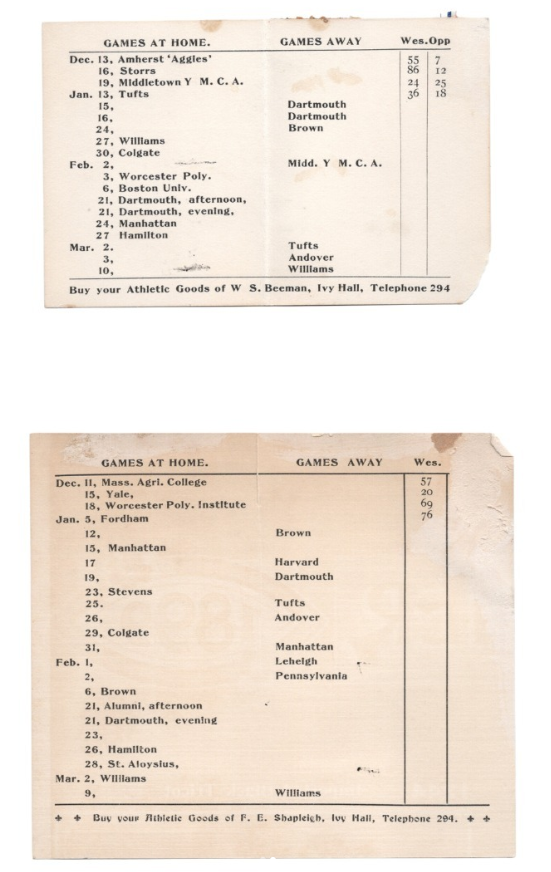 GAMES AT HOME. GAMES AWAY Wes. Opp
Dec. 13, Amherst 'Aggies' 55 7
16, Storrs 86 12
19, Middletown Y M. C. A. 24 25
Jan. 13, Tufts 36 18
15, Dartmouth
16, Dartmouth
24, Brown
27, Williams
30, Colgate
Feb. 2, Midd. Y M. C. A.
3, Worcester Poly.
6, Boston Univ.
21, Dartmouth, afternoon,
21, Dartmouth, evening,
24, Manhattan
27 Hamilton
Mar. 2. Tufts
3, Andover
10, Williams
Buy your Athletic Goods of W S. Beeman, Ivy Hall, Telephone 294
GAMES AT HOME. GAMES AWAY Wes.
Dec. 11, Mass. Agri. College 57
15, Yale, 20
18, Worcester Poly. Institute 69
Jan. 5, Fordham 76
12, Brown
15, Manhattan
17 Harvard
19, Dartmouth
23, Stevens
25. Tufts
26, Andover
29, Colgate
31, Manhattan
Feb. 1, Leheigh
2, Pennsylvania
6, Brown
21, Alumni, afternoon
21, Dartmouth, evening
23,
26, Hamilton
28, St. Aloysius,
Mar. 2, Williams
9, Williams
Buy your Athletic Goods of F. E. Shapleigh, Ivy Hall, Telephone 294.